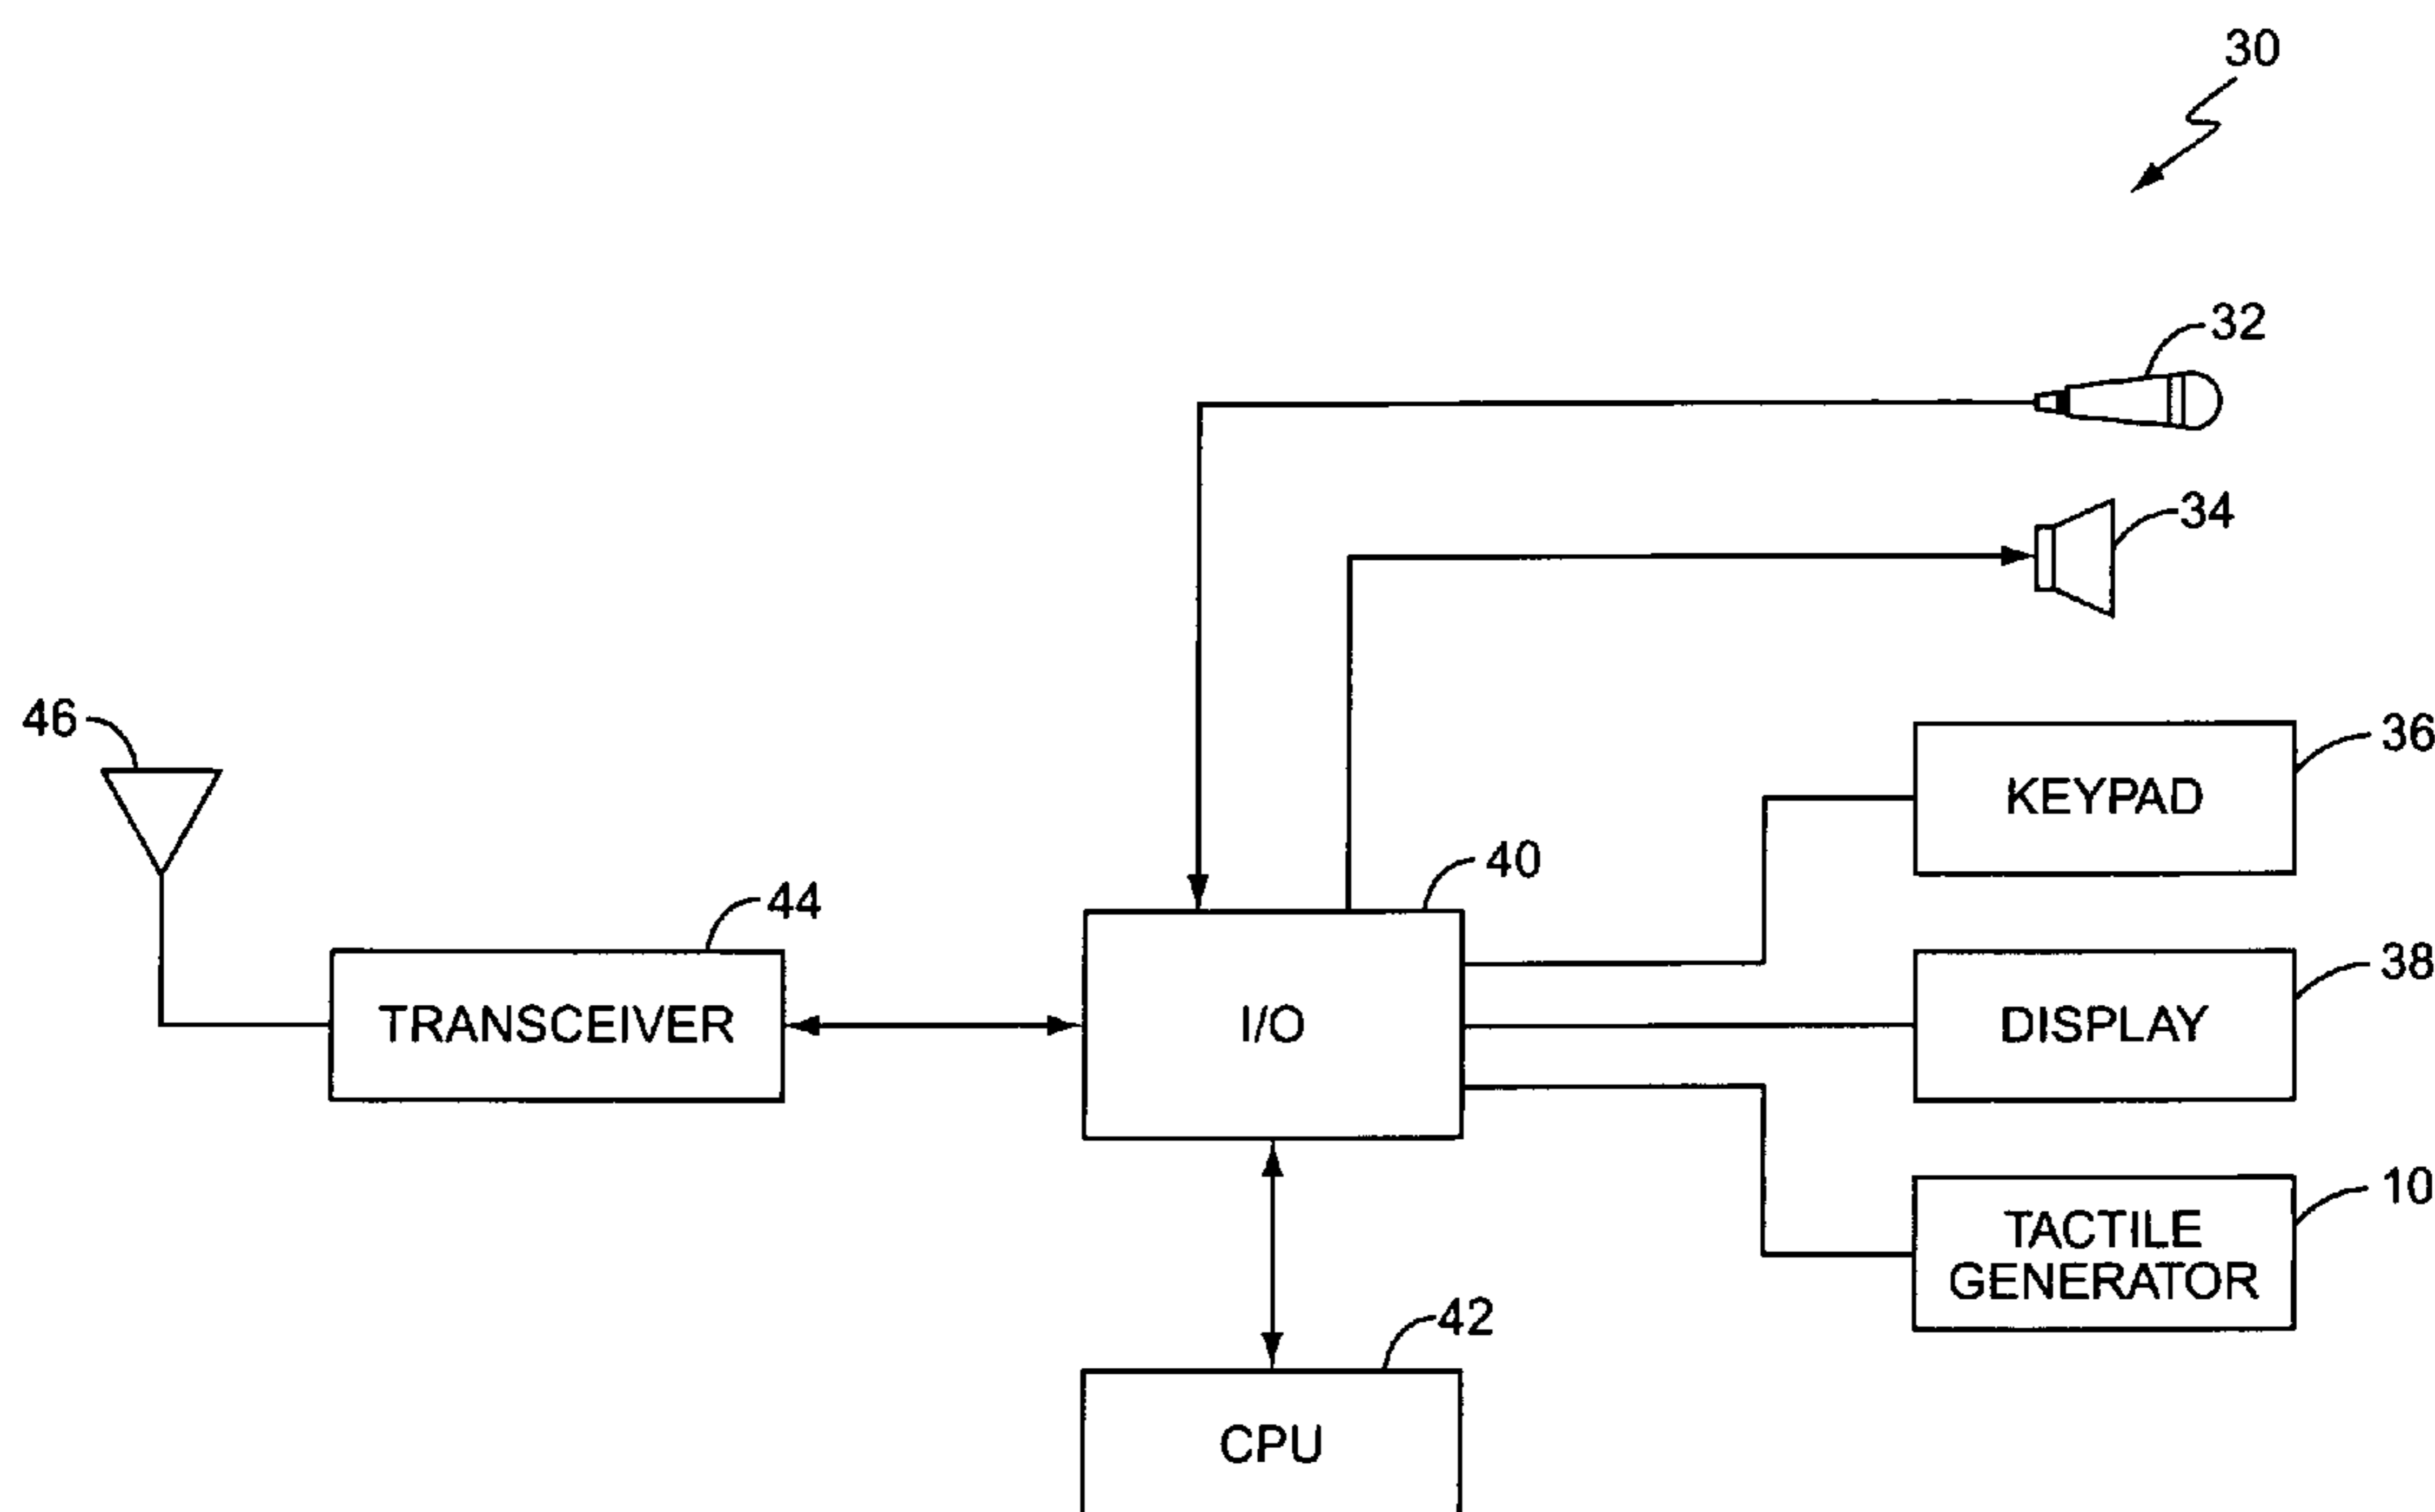 30
32
34
46
36
KEYPAD
40
44
38
TRANSCEIVER
I/O
DISPLAY
10
TACTILE
GENERATOR
42
CPU